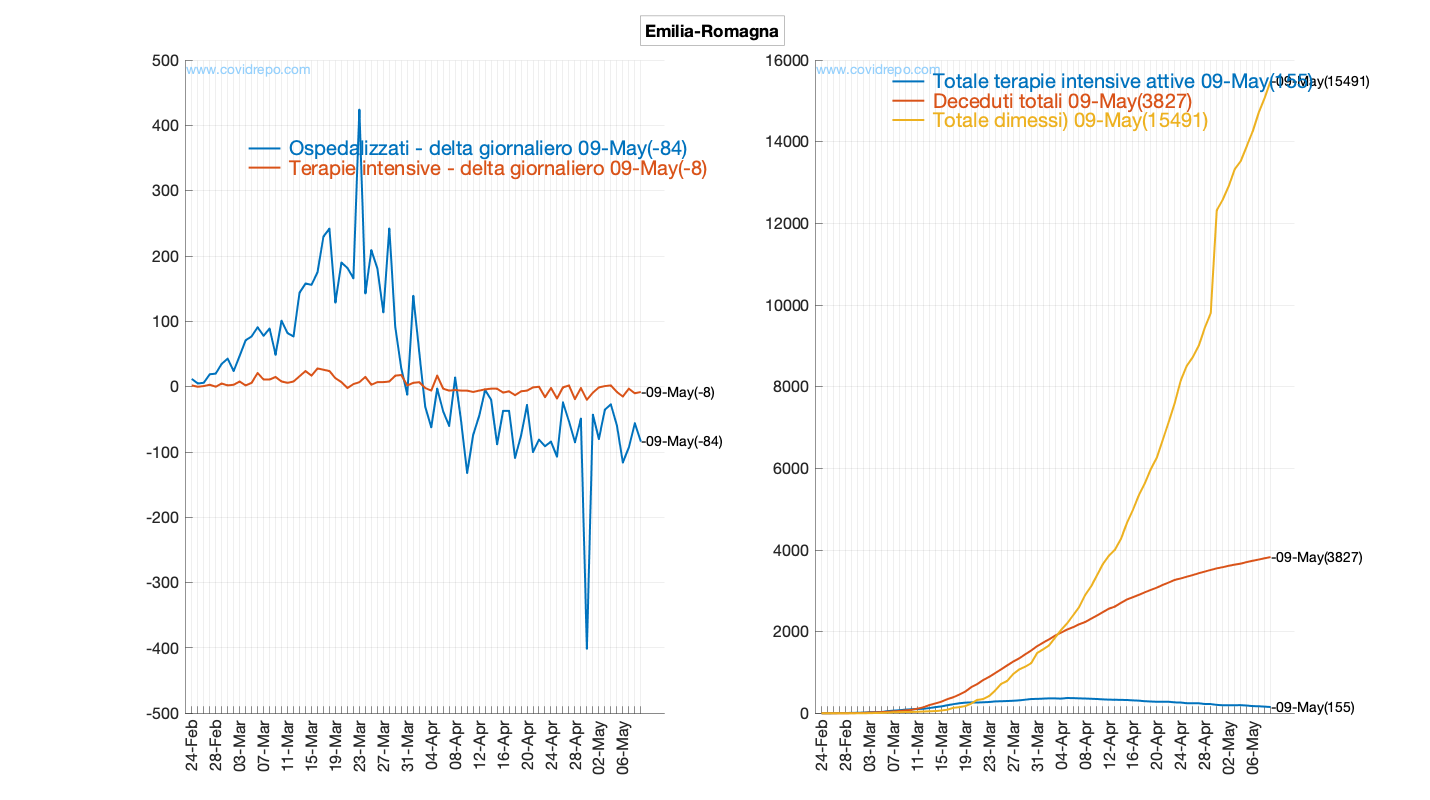 Emilia-Romagna
www.covidrepo.com
Ospedalizzati - delta giornaliero 09-May(-84)
Terapie intensive - delta giornaliero 09-May(-8)
500
400
300
200
100
0
-100
-200
-300
-400
-500
-09-May(-8)
-09-May(-84)
24-Feb
28-Feb
03-Mar
07-Mar
11-Mar
15-Mar
19-Mar
23-Mar
27-Mar
31-Mar
04-Apr
08-Apr
12-Apr
16-Apr
20-Apr
24-Apr
28-Apr
02-May
06-May
www.covidrepo.com
Totale terapie intensive attive 09-May(155)
Deceduti totali 09-May(3827)
Totale dimessi) 09-May(15491)
16000
14000
12000
10000
8000
6000
4000
2000
0
-09-May(15491)
-09-May(3827)
-09-May(155)
24-Feb
28-Feb
03-Mar
07-Mar
11-Mar
15-Mar
19-Mar
23-Mar
27-Mar
31-Mar
04-Apr
08-Apr
12-Apr
16-Apr
20-Apr
24-Apr
28-Apr
02-May
06-May